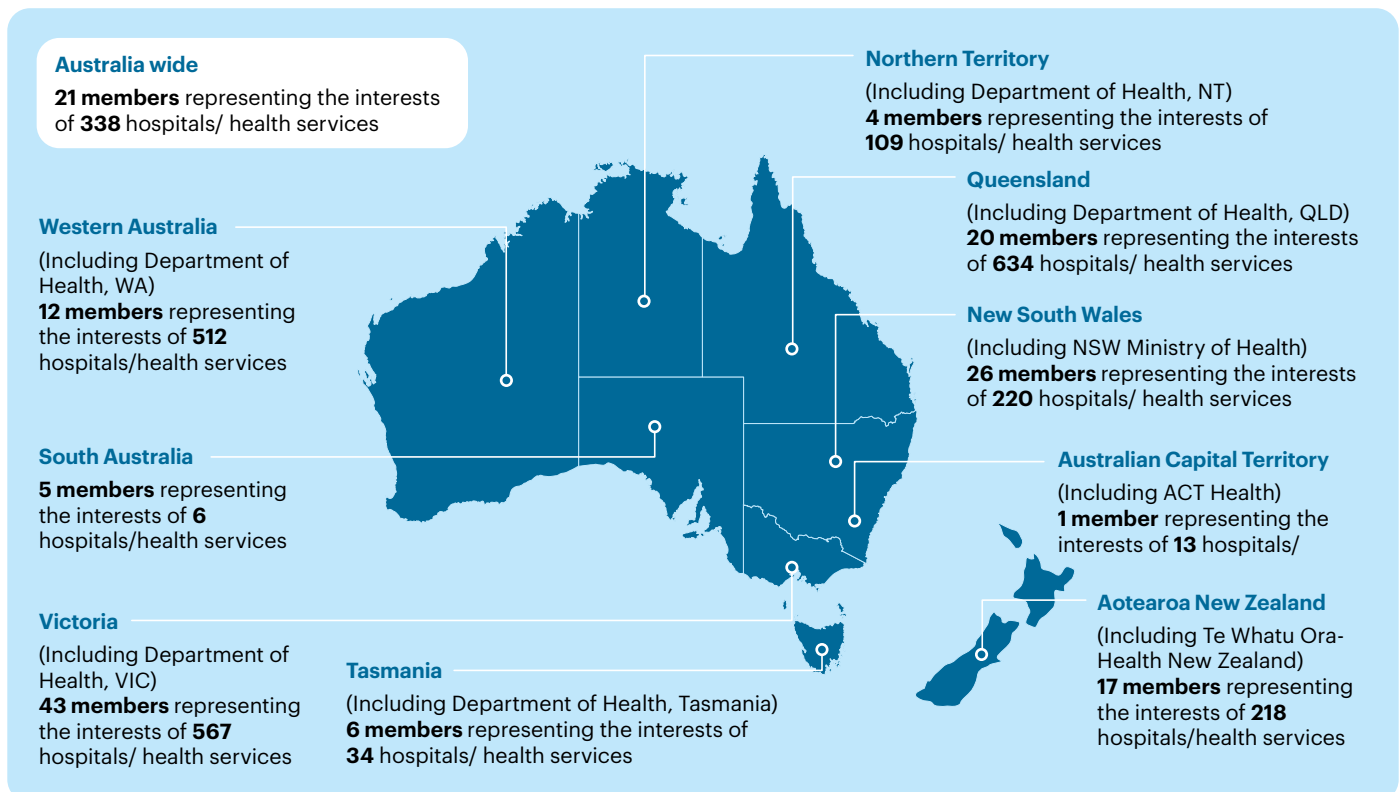 Australia wide
21 members representing the interests
of 338 hospitals/ health services
Northern Territory
(Including Department of Health, NT)
4 members representing the interests of
109 hospitals/ health services
Queensland
(Including Department of Health, QLD)
20 members representing the interests
of 634 hospitals/ health services
Western Australia
(Including Department of
Health, WA)
12 members representing
the interests of 512
hospitals/health services
New South Wales
(Including NSW Ministry of Health)
26 members representing the interests
of 220 hospitals/ health services
South Australia
5 members representing
the interests of 6
hospitals/health services
Australian Capital Territory
(Including ACT Health)
1 member representing the
interests of 13 hospitals/
Victoria
(Including Department of
Health, VIC)
43 members representing
the interests of 567
hospitals/ health services
Tasmania
(Including Department of Health, Tasmania)
6 members representing the interests of
34 hospitals/ health services
Aotearoa New Zealand
(Including Te Whatu Ora-
Health New Zealand)
17 members representing
the interests of 218
hospitals/health services